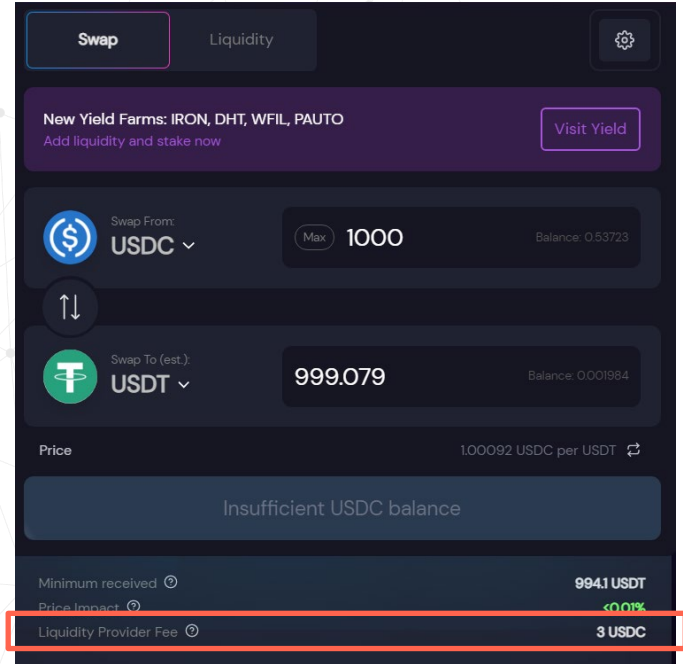 Swap Liquidity
New Yield Farms: IRON, DHT, WFIL, PAUTO
Add liquidity and stake now
Visit Yield
Swap From:
USDC
Max 1000
Balance: 0.53723
Swap To (est.):
USDT
999.079
Balance: 0.001984
Price 1.00092 USDC per USDT
Insufficient USDC balance
Minimum received 994.1 USDT
Price Impact <0.01%
Liquidity Provider Fee 3 USDC